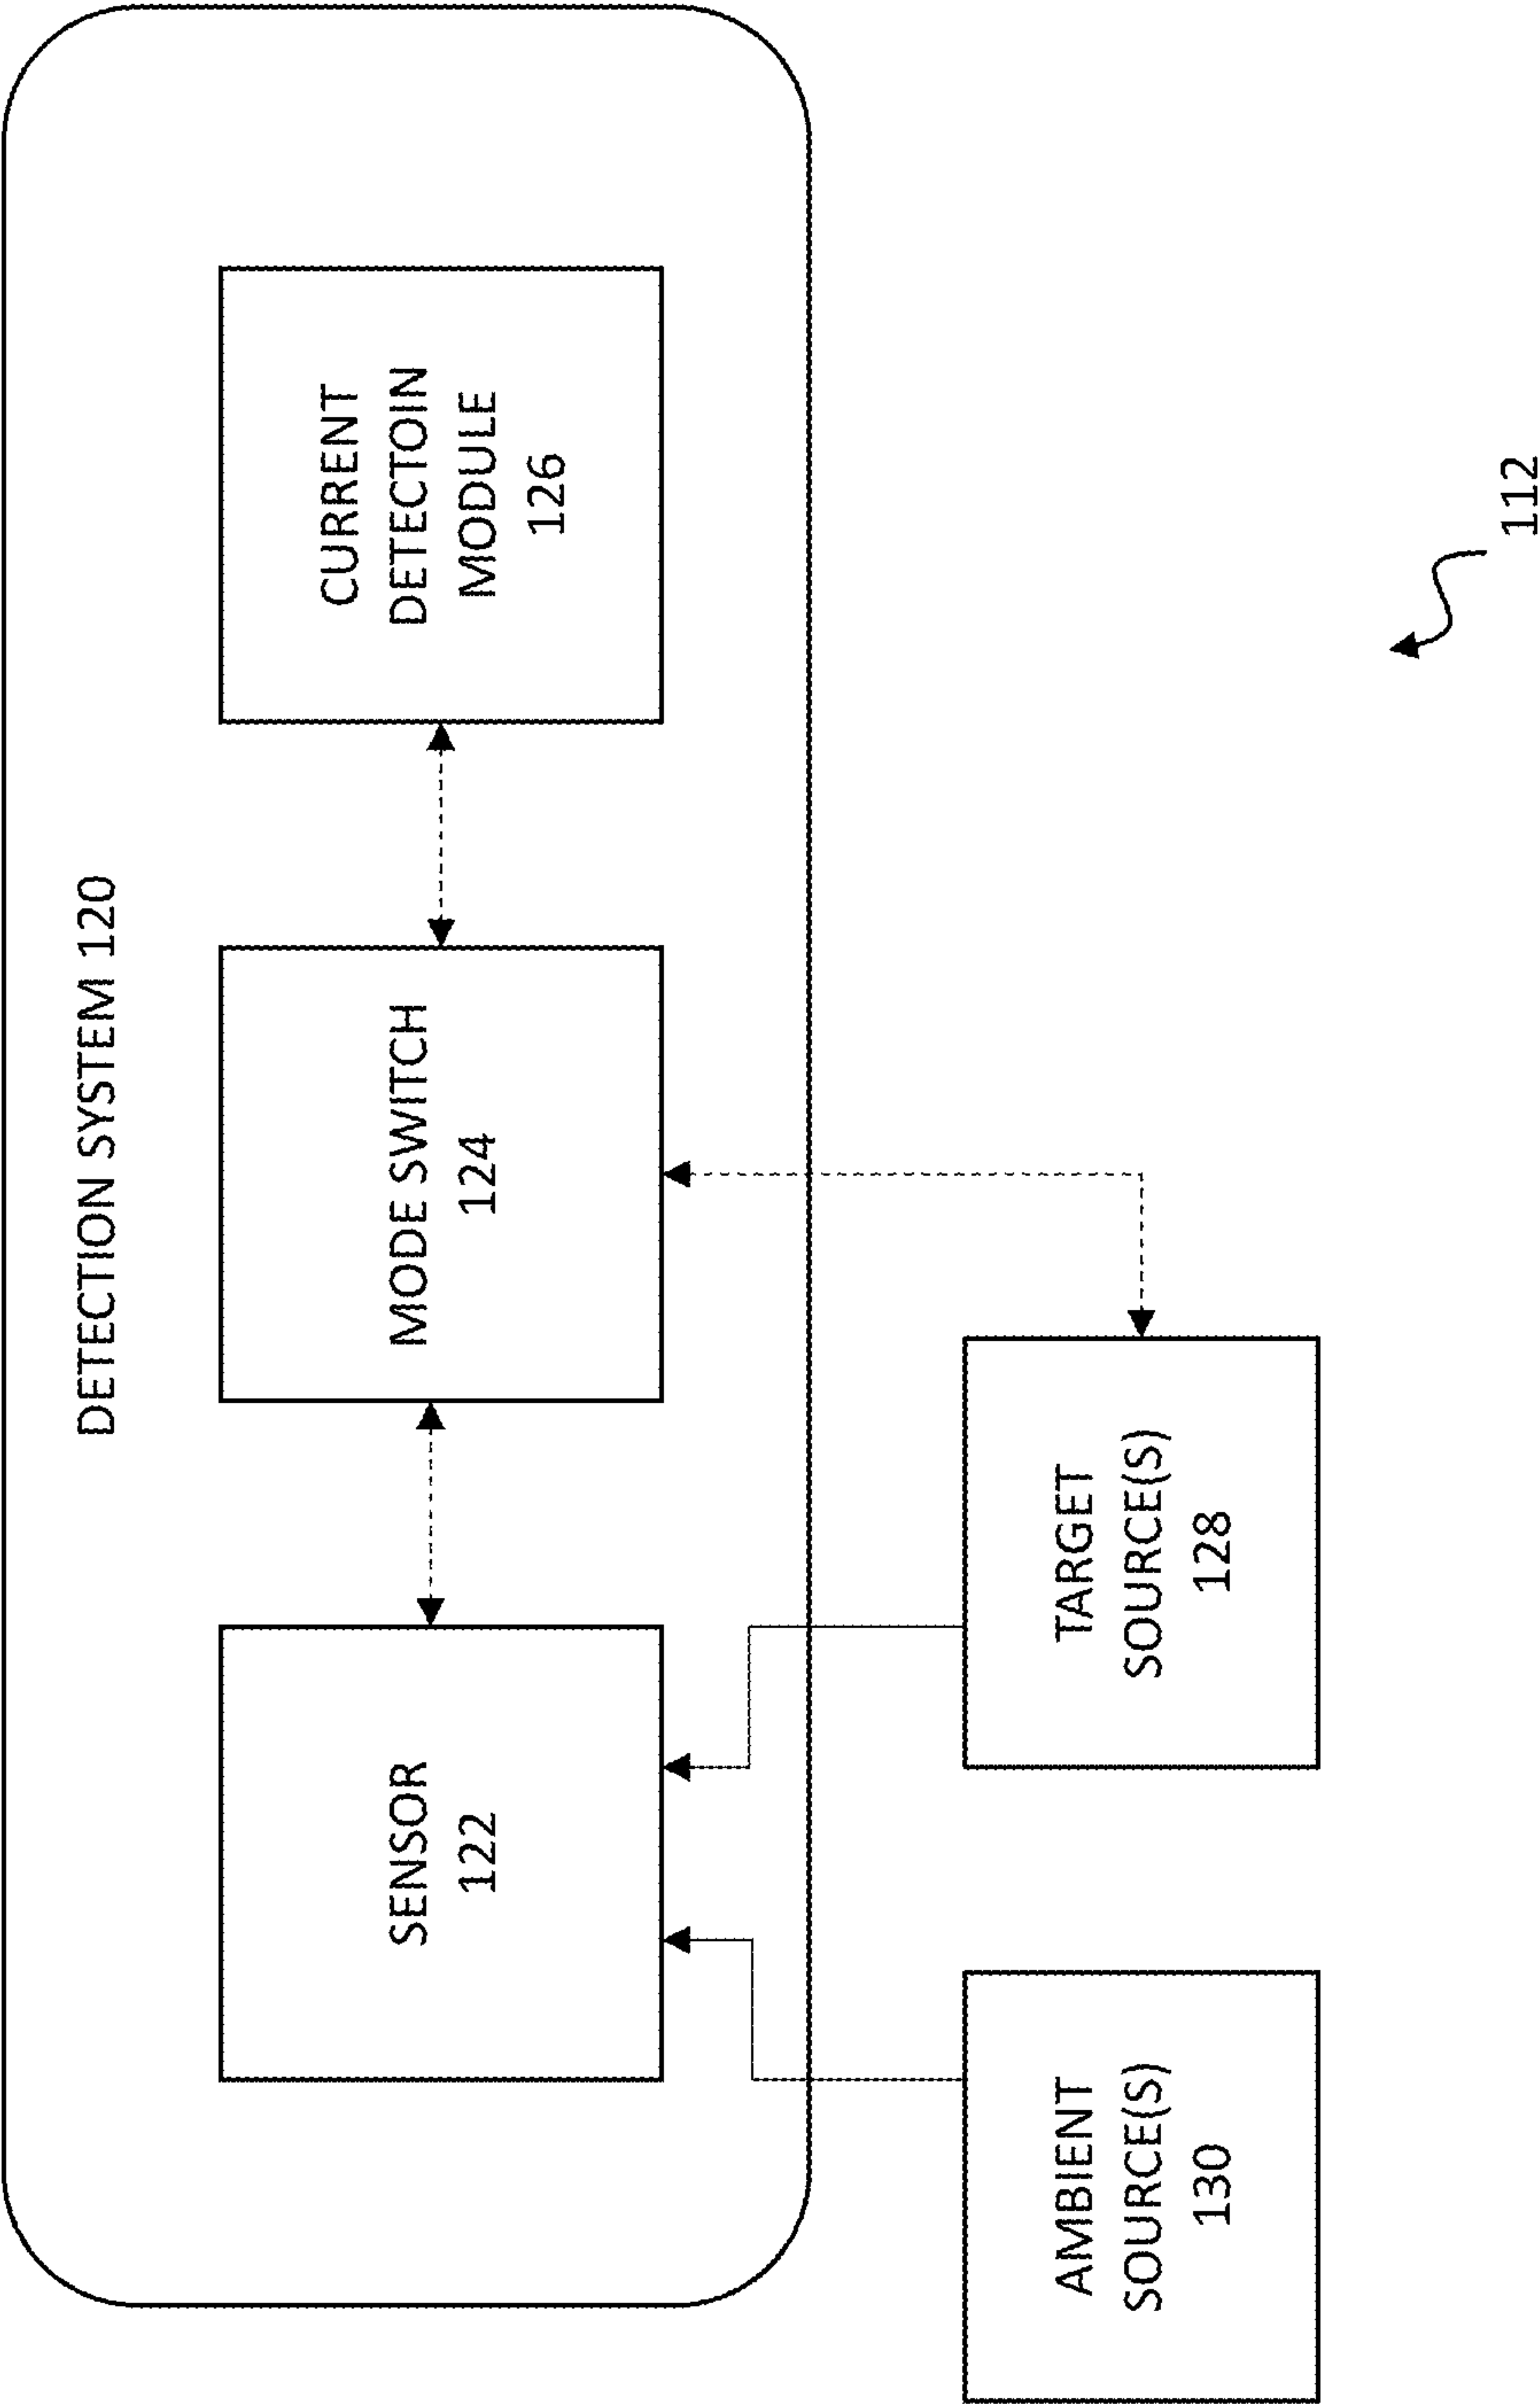 DETECTION SYSTEM 120
SENSOR
122
MODE SWITCH
124
CURRENT
DETECTOIN
MODULE
126
AMBIENT
SOURCE(S)
130
TARGET
SOURCE(S)
128
112